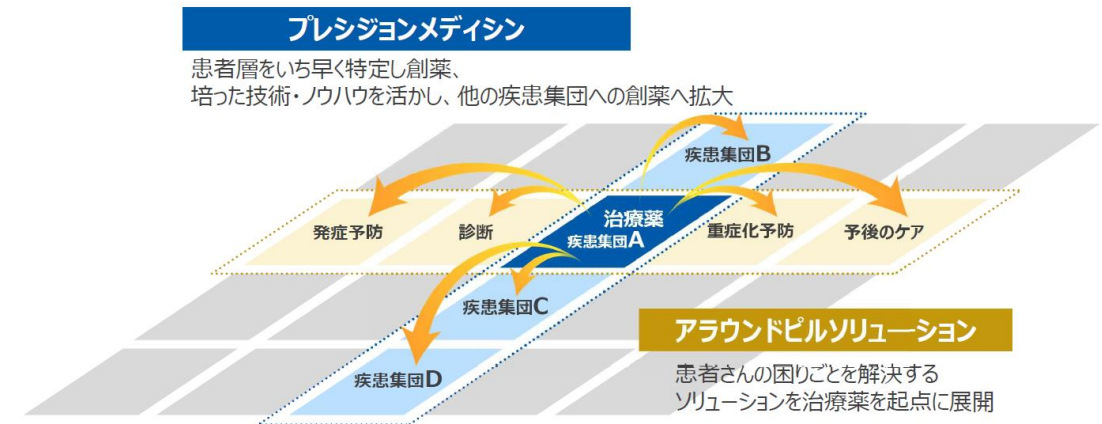 プレシジョンメディシン
患者層をいち早く特定し創薬、
培った技術・ノウハウを活かし、他の疾患集団への創薬へ拡大
疾患集団B
発症予防
診断
治療薬
疾患集団A
重症化予防
予後のケア
疾患集団C
疾患集団D
アラウンドピルソリューション
患者さんの困りごとを解決する
ソリューションを治療薬を起点に展開